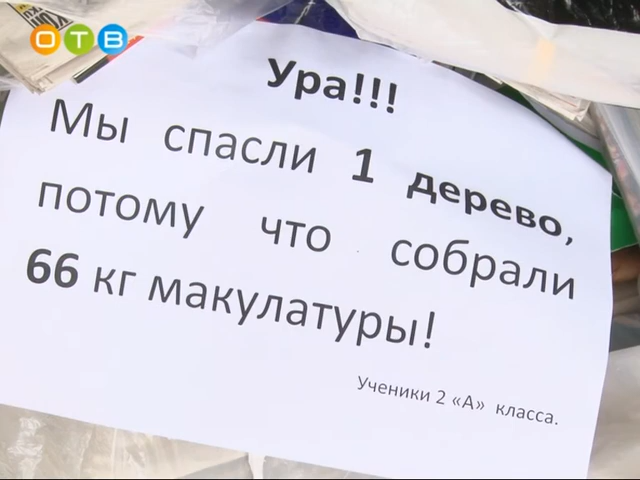 ОТВ
Ура!!!
Мы спасли 1 дерево,
потому что собрали
66 кг макулатуры!
Ученики 2 «А» класса.